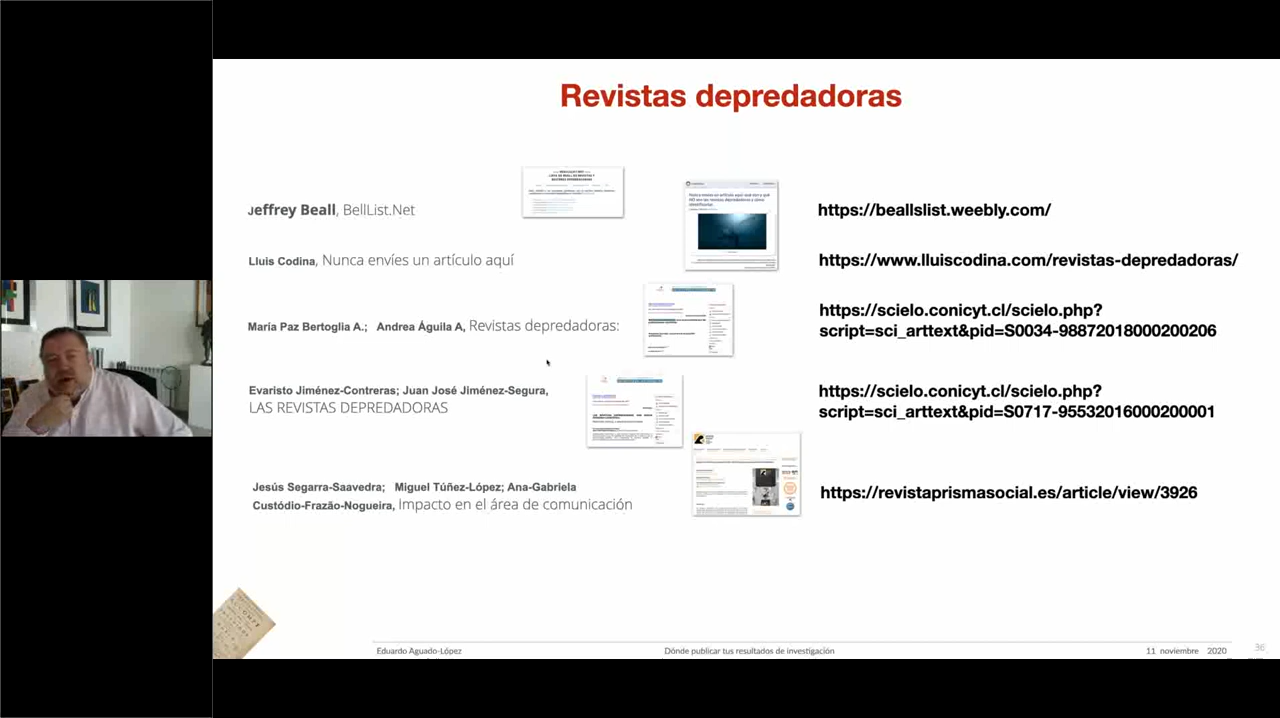 Revistas depredadoras
Jeffrey Beall, BellList.Net
https://beallslist.weebly.com/
Lluis Codina, Nunca envíes un artículo aquí
https://www.lluiscodina.com/revistas-depredadoras/
María Paz Bertoglia A.; Andrea Águila A, Revistas depredadoras:
https://scielo.conicyt.cl/scielo.php?
script=sci_arttext&pid=S0034-98872018000200206
Evaristo Jiménez-Contreras; Juan José Jiménez-Segura,
LAS REVISTAS DEPREDADORAS
https://scielo.conicyt.cl/scielo.php?
script=sci_arttext&pid=S0717-95532016000200001
Jesús Segarra-Saavedra; Miguel Túñez-López; Ana-Gabriela
Custódio-Frazão-Nogueira, Impacto en el área de comunicación
https://revistaprismasocial.es/article/view/3926
Eduardo Aguado-López
Dónde publicar tus resultados de investigación
11 noviembre 2020
36